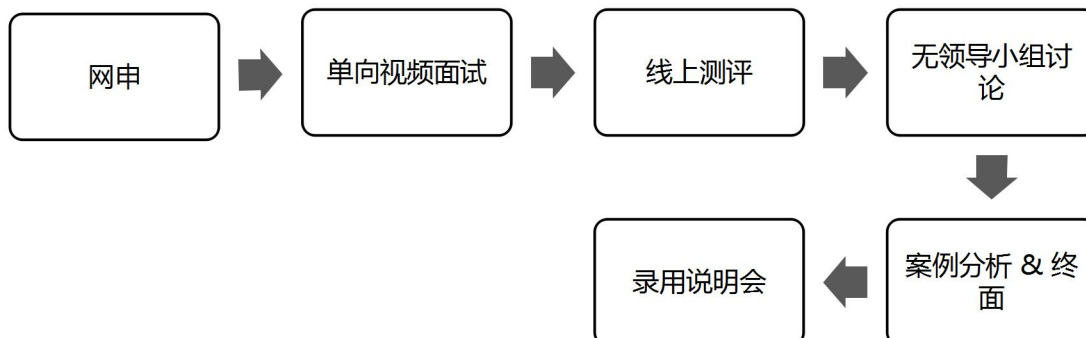 网申
单向视频面试
线上测评
无领导小组讨
论
案例分析 & 终
面
录用说明会